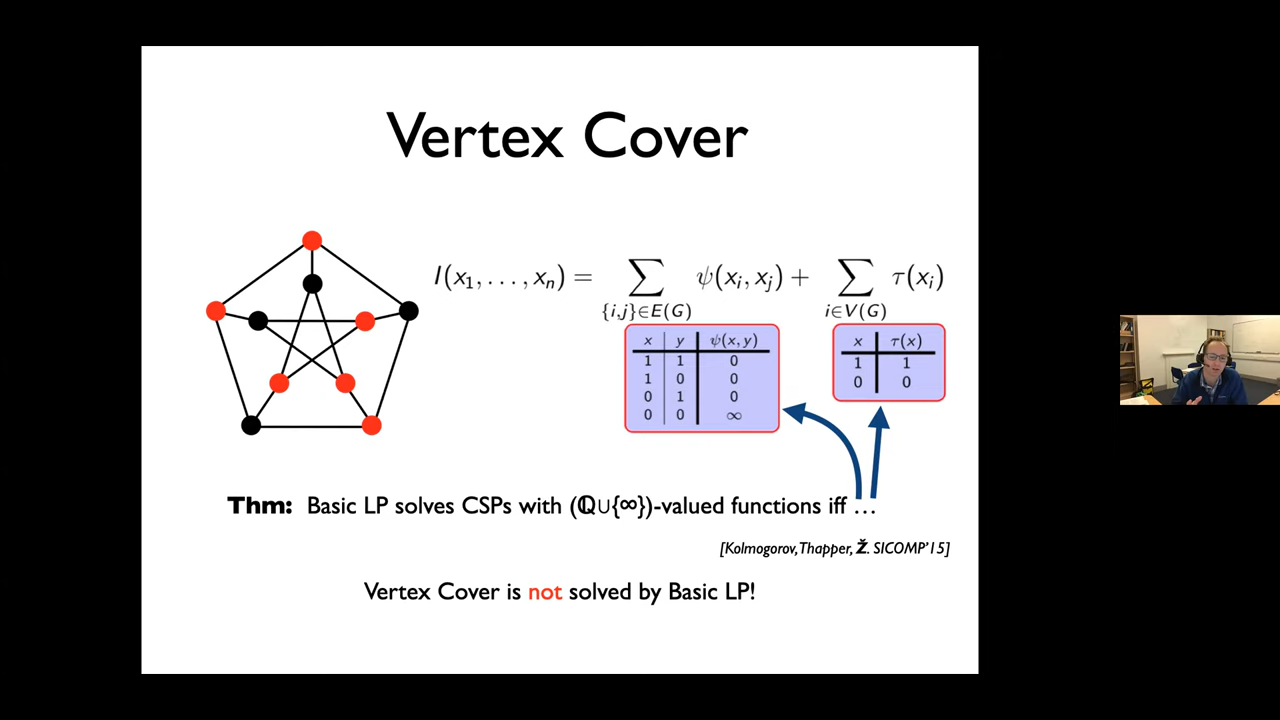 Vertex Cover
I(x₁, . . . , xₙ) = ∑ ψ(xᵢ, xⱼ) + ∑ τ(xᵢ)
{i,j}∈E(G) i∈V(G)
x y ψ(x, y)
1 1 0
1 0 0
0 1 0
0 0 ∞
x τ(x)
1 1
0 0
Thm: Basic LP solves CSPs with (ℚ∪{∞})-valued functions iff …
[Kolmogorov, Thapper, Ž. SICOMP'15]
Vertex Cover is not solved by Basic LP!